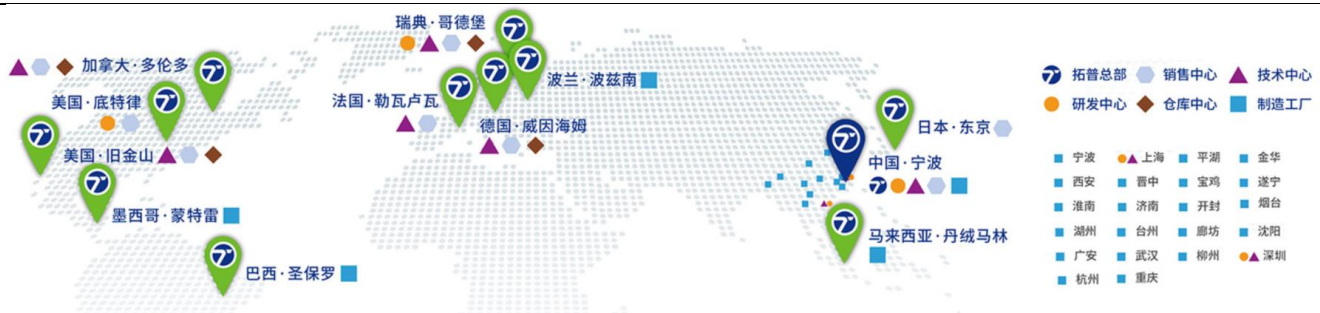 瑞典·哥德堡
加拿大·多伦多
波兰·波兹南
美国·底特律
法国·勒瓦卢瓦
德国·威因海姆
美国·旧金山
墨西哥·蒙特雷
巴西·圣保罗
日本·东京
中国·宁波
马来西亚·丹绒马林
拓普总部 销售中心 技术中心
研发中心 仓库中心 制造工厂
宁波 上海 平湖 金华
西安 晋中 宝鸡 遂宁
淮南 济南 开封 烟台
湖州 台州 廊坊 沈阳
广安 武汉 柳州 深圳
杭州 重庆